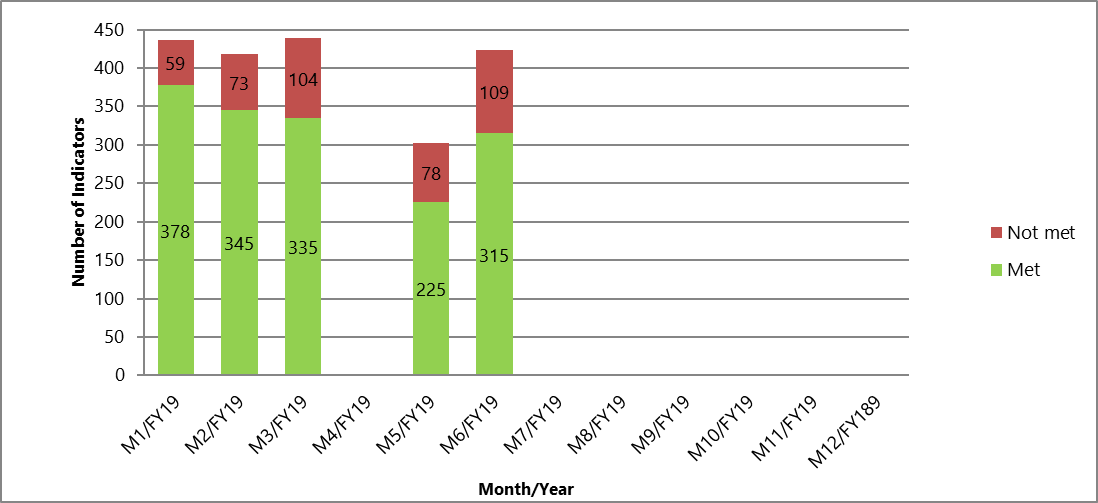 450
400
350
300
250
200
150
100
50
0
Number of Indicators
59
73
104
78
109
378
345
335
225
315
M1/FY19
M2/FY19
M3/FY19
M4/FY19
M5/FY19
M6/FY19
M7/FY19
M8/FY19
M9/FY19
M10/FY19
M11/FY19
M12/FY189
Month/Year
Not met
Met